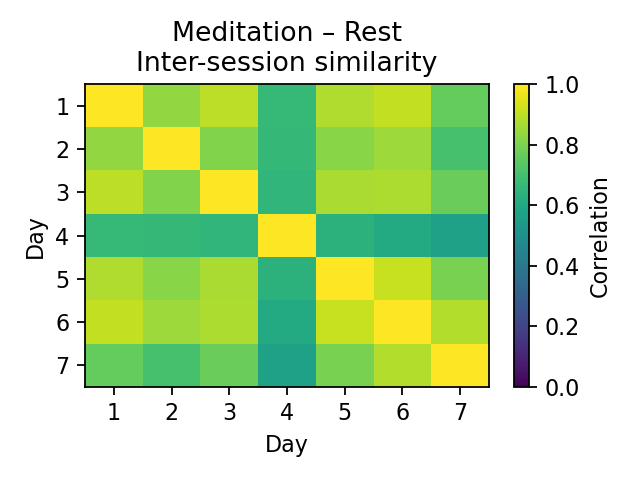 Meditation – Rest
Inter-session similarity
Day
1
2
3
4
5
6
7
1 2 3 4 5 6 7
Day
1.0
0.8
0.6
0.4
0.2
0.0
Correlation